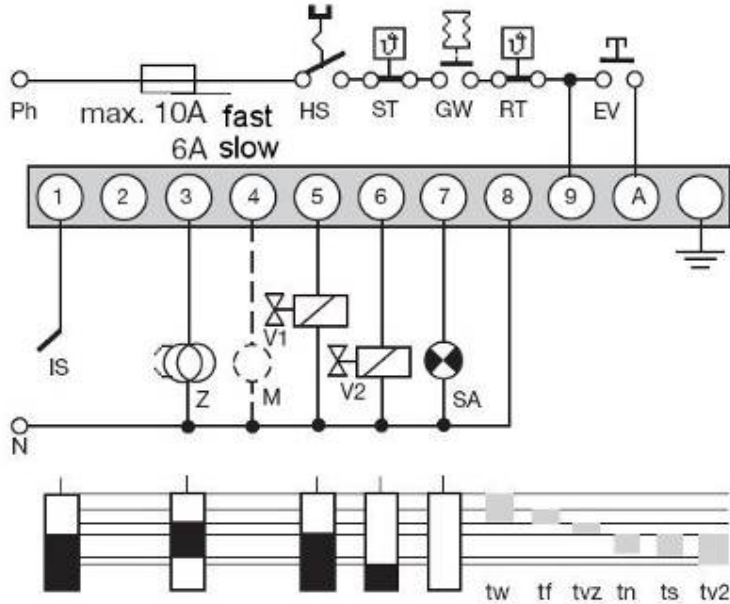 Ph max. 10A fast HS ST GW RT EV
6A slow
ϑ ϑ
1 2 3 4 5 6 7 8 9 A
IS Z V1 M V2 SA
N
tw tf tvz tn ts tv2